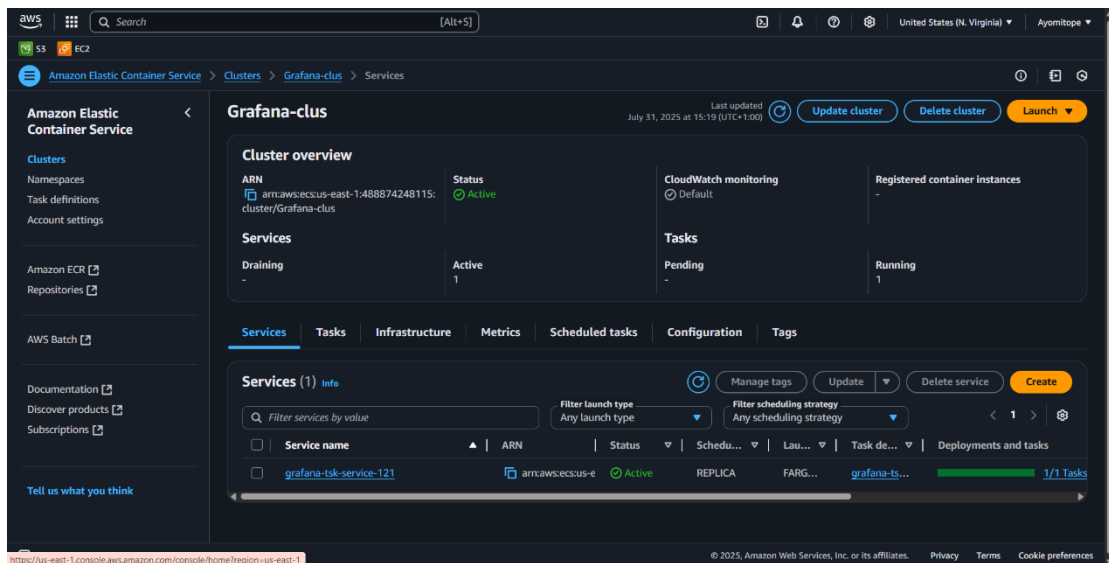 aws
Search [Alt+S]
United States (N. Virginia) ▼ Ayomitope ▼
S3 EC2
Amazon Elastic Container Service > Clusters > Grafana-clus > Services
Amazon Elastic
Container Service
Clusters
Namespaces
Task definitions
Account settings
Amazon ECR
Repositories
AWS Batch
Documentation
Discover products
Subscriptions
Tell us what you think
Grafana-clus
Last updated
July 31, 2025 at 15:19 (UTC+1:00)
Update cluster Delete cluster Launch ▼
Cluster overview
ARN
arn:aws:ecs:us-east-1:488874248115:
cluster/Grafana-clus
Status
Active
CloudWatch monitoring
Default
Registered container instances
-
Services
Draining
-
Active
1
Tasks
Pending
-
Running
1
Services Tasks Infrastructure Metrics Scheduled tasks Configuration Tags
Services (1) Info
Manage tags Update ▼ Delete service Create
Filter services by value
Filter launch type
Any launch type
Filter scheduling strategy
Any scheduling strategy
< 1 >
Service name ARN Status Schedu... Lau... Task de... Deployments and tasks
grafana-tsk-service-121 arn:aws:ecs:us-e Active REPLICA FARG... grafana-ts... 1/1 Tasks
https://us-east-1.console.aws.amazon.com/console/home?region=us-east-1
© 2025, Amazon Web Services, Inc. or its affiliates. Privacy Terms Cookie preferences